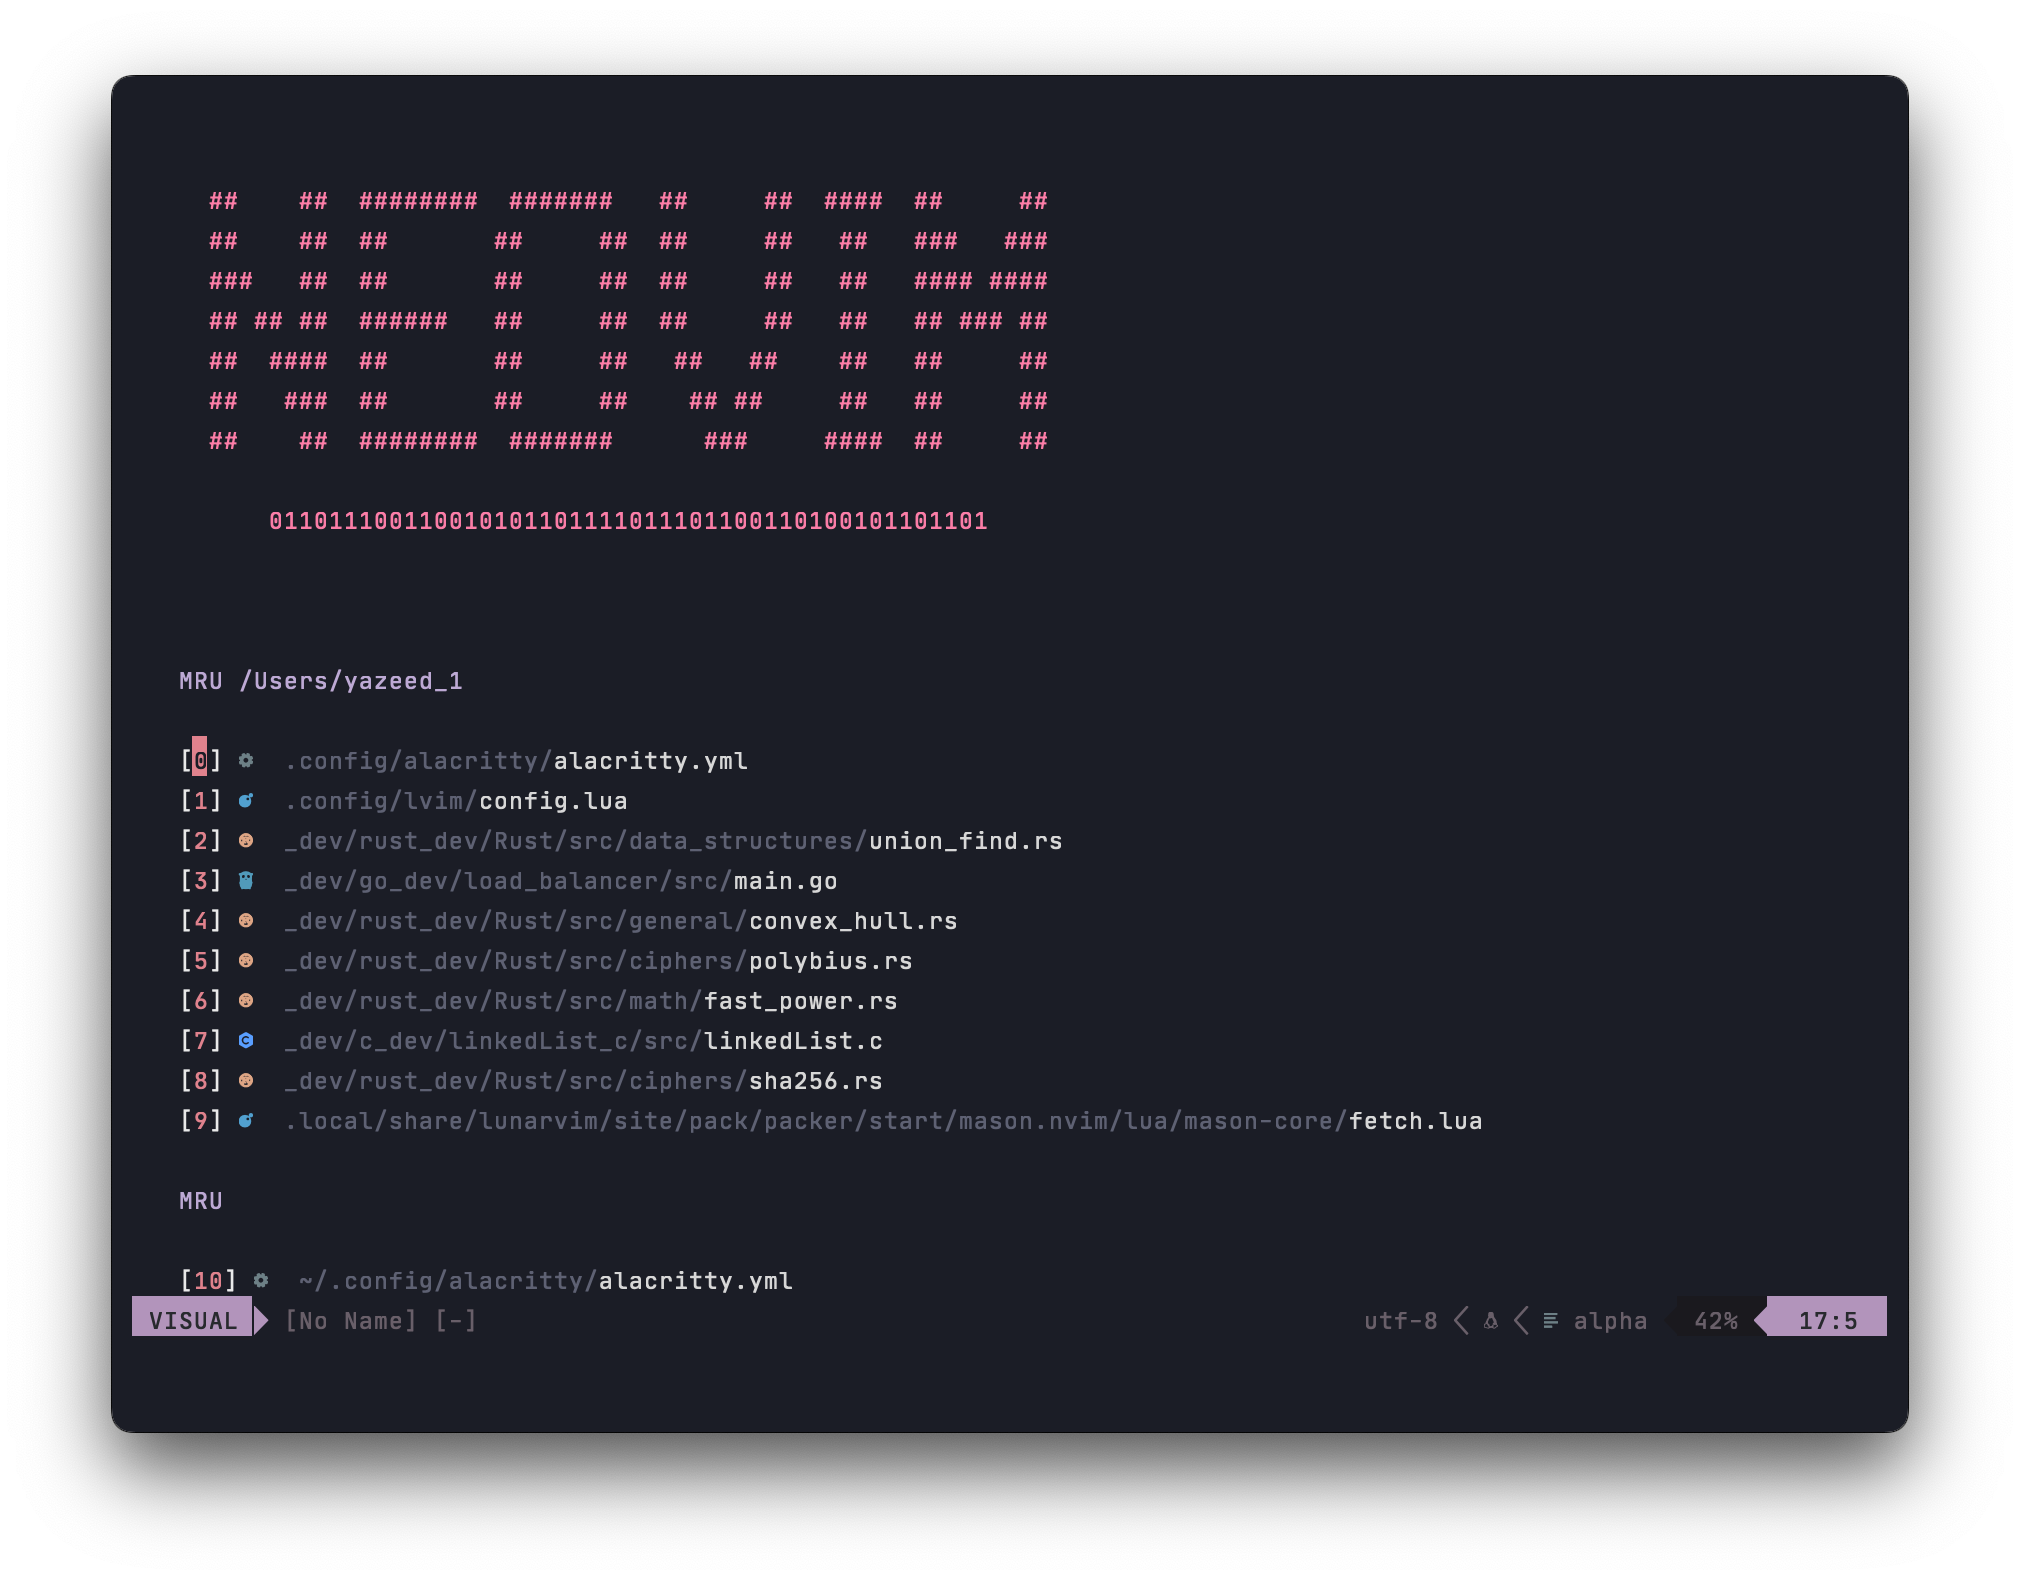 ##    ##  ########  #######   ##     ##  ####  ##     ##
##    ##  ##       ##     ##  ##     ##   ##   ###   ###
###   ##  ##       ##     ##  ##     ##   ##   #### ####
## ## ##  ######   ##     ##  ##     ##   ##   ## ### ##
##  ####  ##       ##     ##   ##   ##    ##   ##     ##
##   ###  ##       ##     ##    ## ##     ##   ##     ##
##    ##  ########  #######      ###     ####  ##     ##
011011100110010101101111011101100110100101101101
MRU /Users/yazeed_1
[0] .config/alacritty/alacritty.yml
[1] .config/lvim/config.lua
[2] _dev/rust_dev/Rust/src/data_structures/union_find.rs
[3] _dev/go_dev/load_balancer/src/main.go
[4] _dev/rust_dev/Rust/src/general/convex_hull.rs
[5] _dev/rust_dev/Rust/src/ciphers/polybius.rs
[6] _dev/rust_dev/Rust/src/math/fast_power.rs
[7] _dev/c_dev/linkedList_c/src/linkedList.c
[8] _dev/rust_dev/Rust/src/ciphers/sha256.rs
[9] .local/share/lunarvim/site/pack/packer/start/mason.nvim/lua/mason-core/fetch.lua
MRU
[10] ~/.config/alacritty/alacritty.yml
VISUAL [No Name] [-] utf-8 alpha 42% 17:5